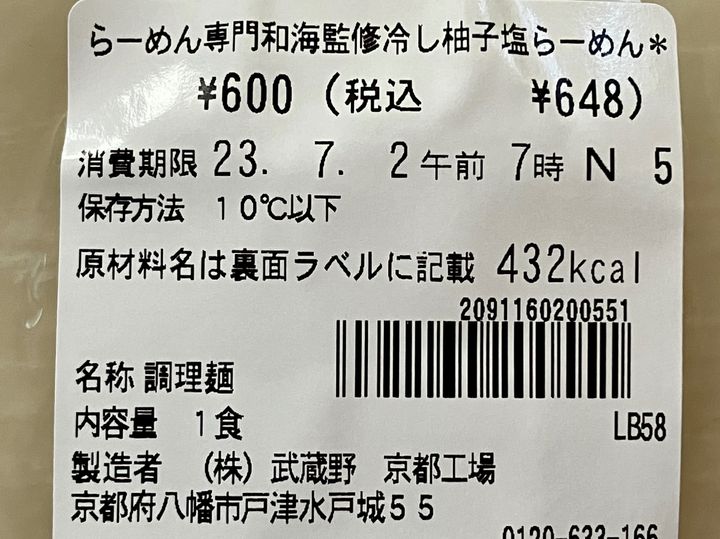 らーめん専門和海監修冷し柚子塩らーめん*
¥600（税込　¥648）
消費期限 23. 7. 2午前 7時 N 5
保存方法　10℃以下
原材料名は裏面ラベルに記載 432kcal
2091160200551
名称 調理麺
内容量　1食
LB58
製造者　（株）武蔵野　京都工場
京都府八幡市戸津水戸城55
0120-633-166